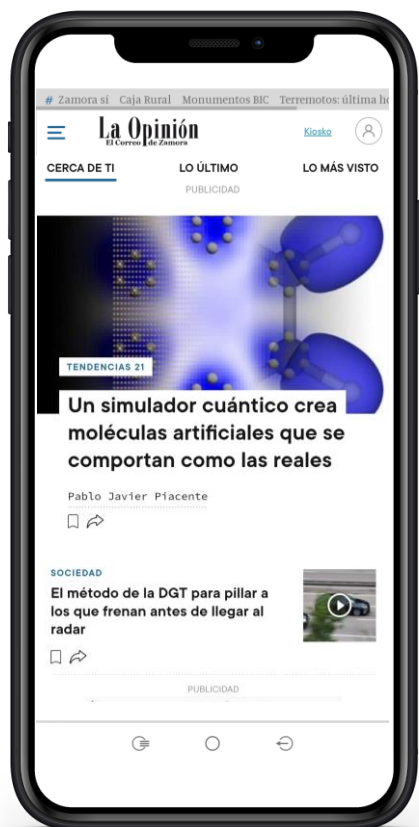 # Zamora sí Caja Rural Monumentos BIC Terremotos: última ho
La Opinión
El Correo de Zamora
Kiosko
CERCA DE TI LO ÚLTIMO LO MÁS VISTO
PUBLICIDAD
TENDENCIAS 21
Un simulador cuántico crea
moléculas artificiales que se
comportan como las reales
Pablo Javier Piacente
SOCIEDAD
El método de la DGT para pillar a
los que frenan antes de llegar al
radar
PUBLICIDAD